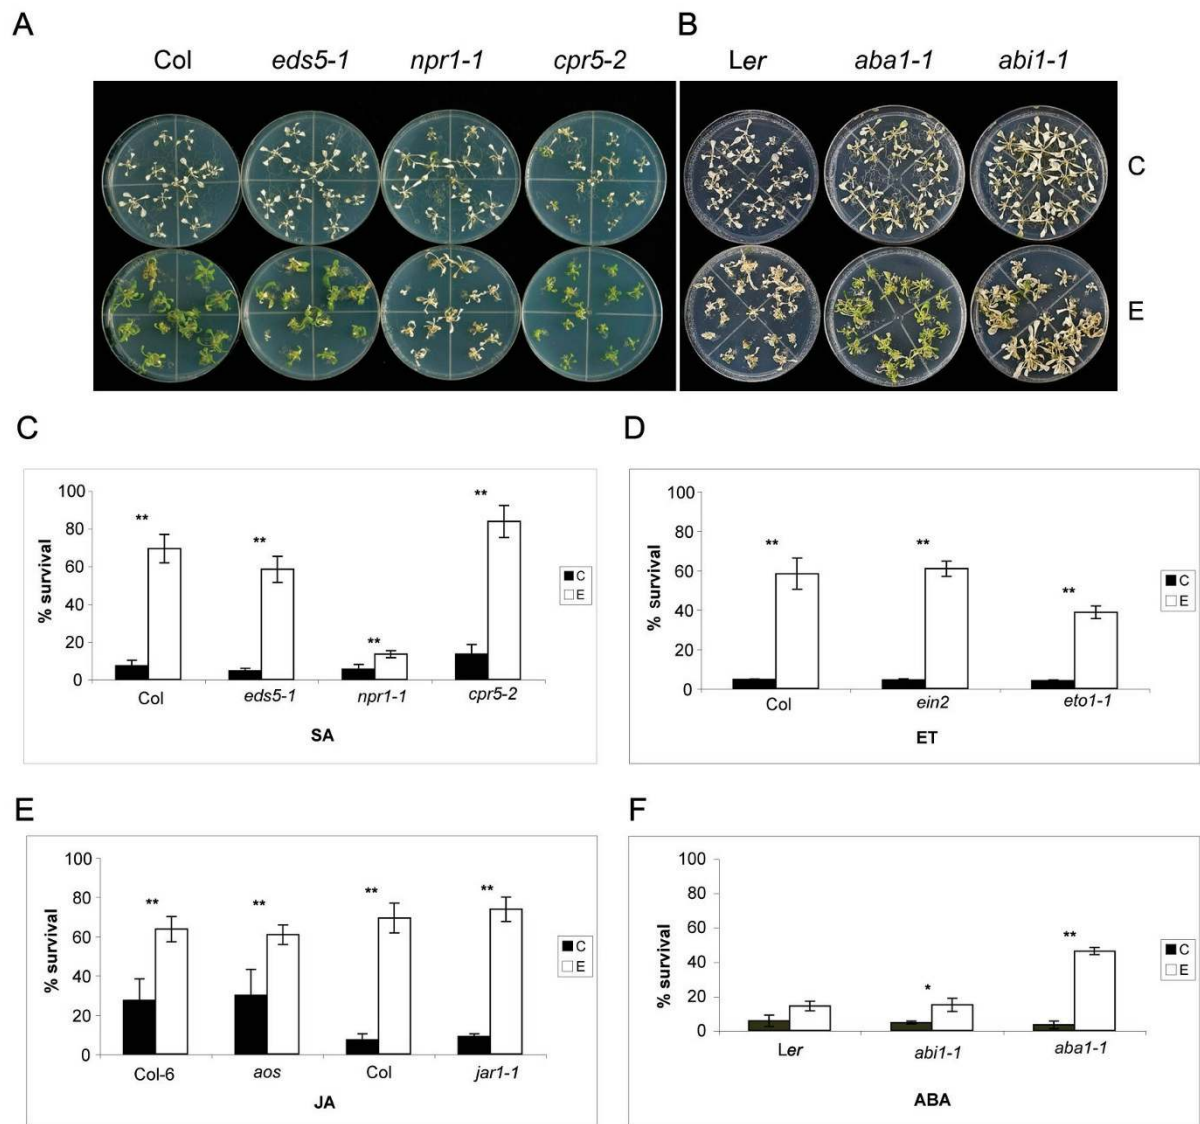 A
Col eds5-1 npr1-1 cpr5-2
B
Ler aba1-1 abi1-1
C
E
C
100
80
60
40
20
0
% survival
** ** ** **
C
E
Col eds5-1 npr1-1 cpr5-2
SA
D
100
80
60
40
20
0
% survival
** ** **
C
E
Col ein2 eto1-1
ET
E
100
80
60
40
20
0
% survival
** ** ** **
C
E
Col-6 aos Col jar1-1
JA
F
100
80
60
40
20
0
% survival
* **
C
E
Ler abi1-1 aba1-1
ABA